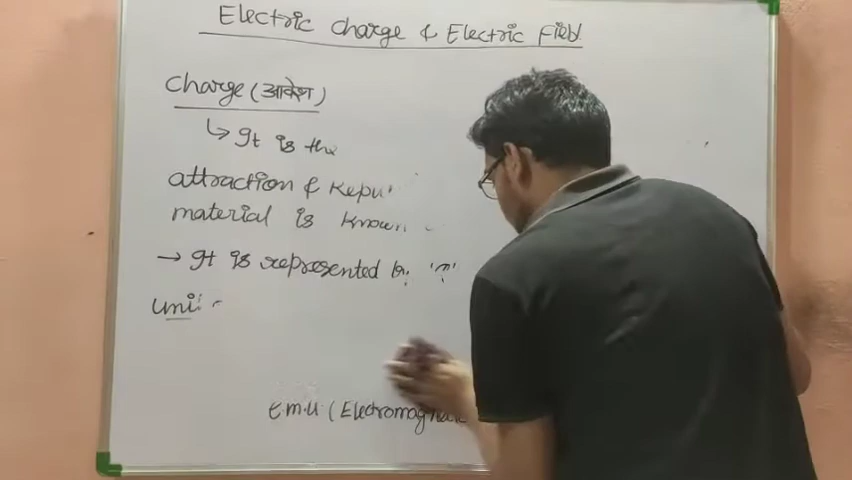 Electric charge & Electric Field
Charge (आवेश)
↳ It is the
attraction & Repu
material is known
→ It is represented by
Unit
e.m.u (Electromagnetic